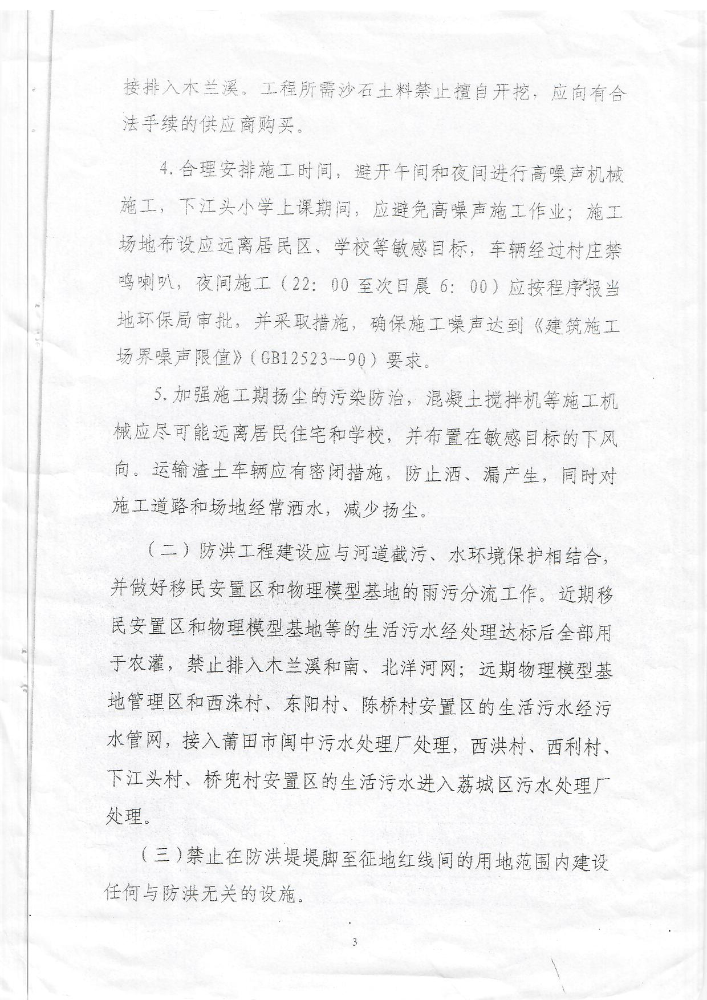 接排入木兰溪。工程所需沙石土料禁止擅自开挖，应向有合
法手续的供应商购买。
4. 合理安排施工时间，避开午间和夜间进行高噪声机械
施工，下江头小学上课期间，应避免高噪声施工作业；施工
场地布设应远离居民区、学校等敏感目标，车辆经过村庄禁
鸣喇叭，夜间施工（22：00 至次日晨 6：00）应按程序报当
地环保局审批，并采取措施，确保施工噪声达到《建筑施工
场界噪声限值》（GB12523—90）要求。
5. 加强施工期扬尘的污染防治，混凝土搅拌机等施工机
械应尽可能远离居民住宅和学校，并布置在敏感目标的下风
向。运输渣土车辆应有密闭措施，防止洒、漏产生，同时对
施工道路和场地经常洒水，减少扬尘。
（二）防洪工程建设应与河道截污、水环境保护相结合，
并做好移民安置区和物理模型基地的雨污分流工作。近期移
民安置区和物理模型基地等的生活污水经处理达标后全部用
于农灌，禁止排入木兰溪和南、北洋河网；远期物理模型基
地管理区和西洙村、东阳村、陈桥村安置区的生活污水经污
水管网，接入莆田市闽中污水处理厂处理，西洪村、西利村、
下江头村、桥兜村安置区的生活污水进入荔城区污水处理厂
处理。
（三）禁止在防洪堤堤脚至征地红线间的用地范围内建设
任何与防洪无关的设施。
3